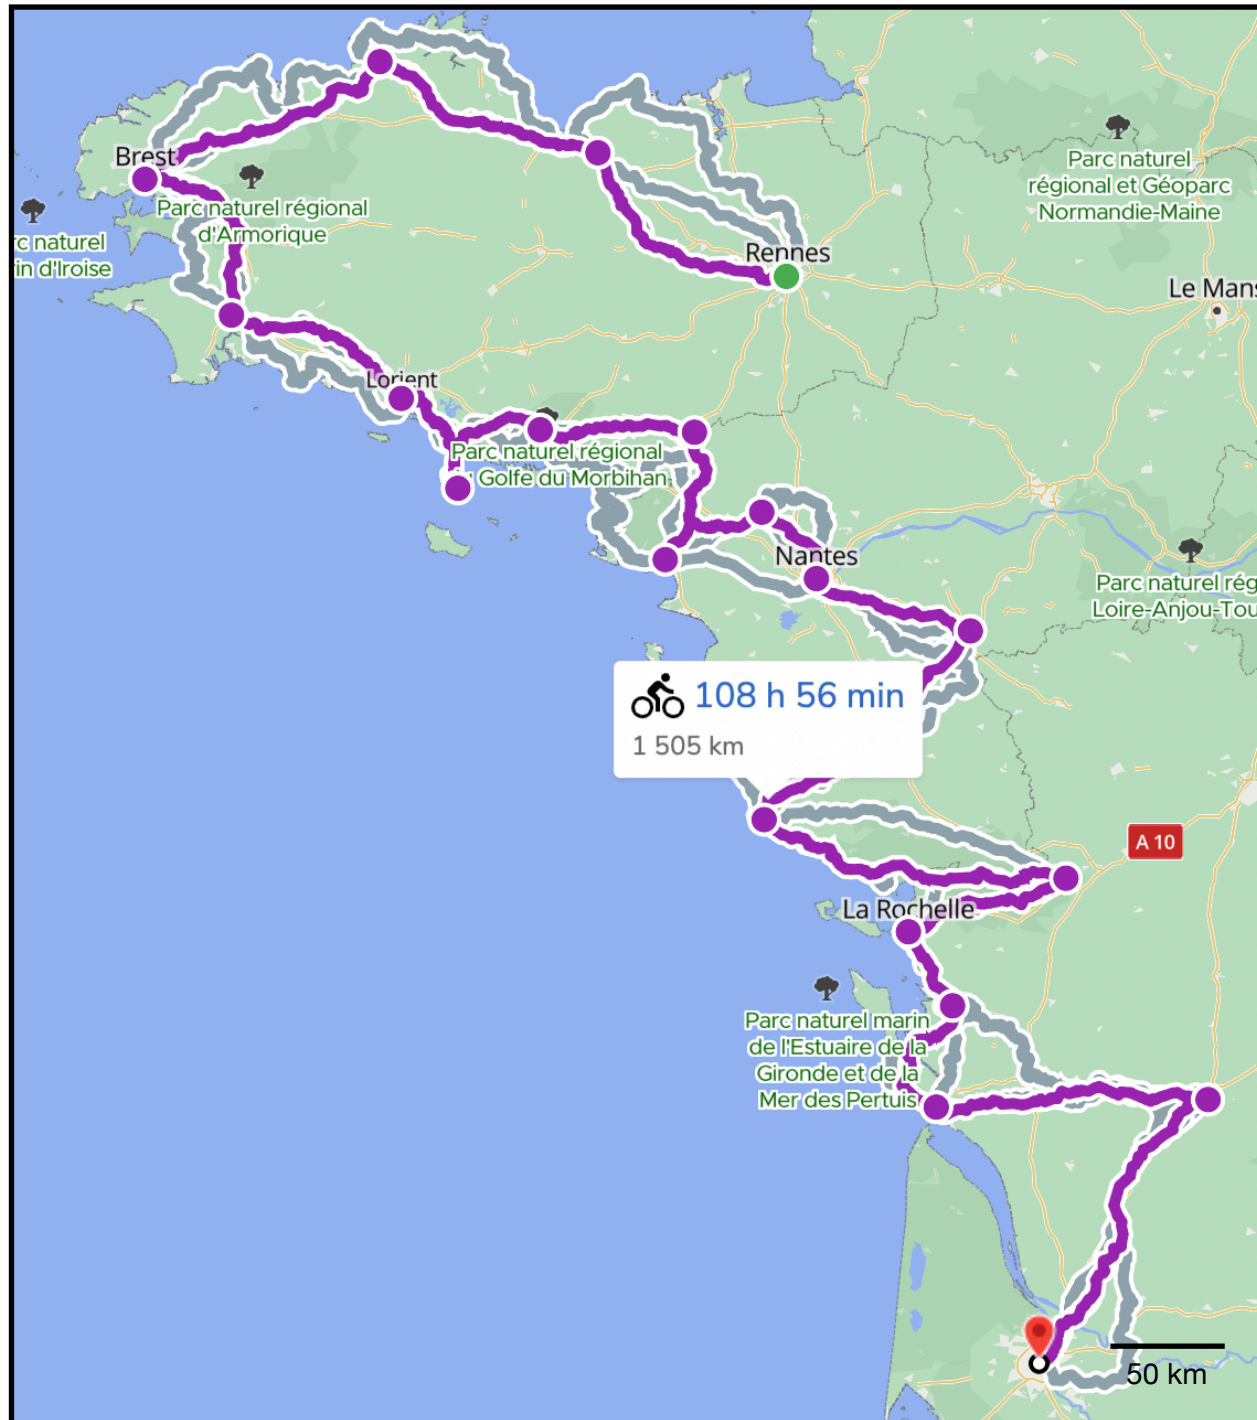 Brest
Parc naturel régional
d'Armorique
rc naturel
in d'Iroise
Parc naturel
régional et Géoparc
Normandie-Maine
Rennes
Le Mans
Lorient
Parc naturel régional
Golfe du Morbihan
Nantes
Parc naturel rég
Loire-Anjou-Tou
108 h 56 min
1 505 km
A 10
La Rochelle
Parc naturel marin
de l'Estuaire de la
Gironde et de la
Mer des Pertuis
50 km